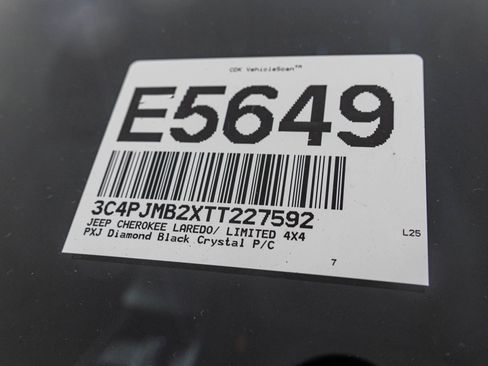 CDK VehicleScan™
E5649
3C4PJMB2XTT227592
JEEP CHEROKEE LAREDO/ LIMITED 4X4
PXJ Diamond Black Crystal P/C
L25
7